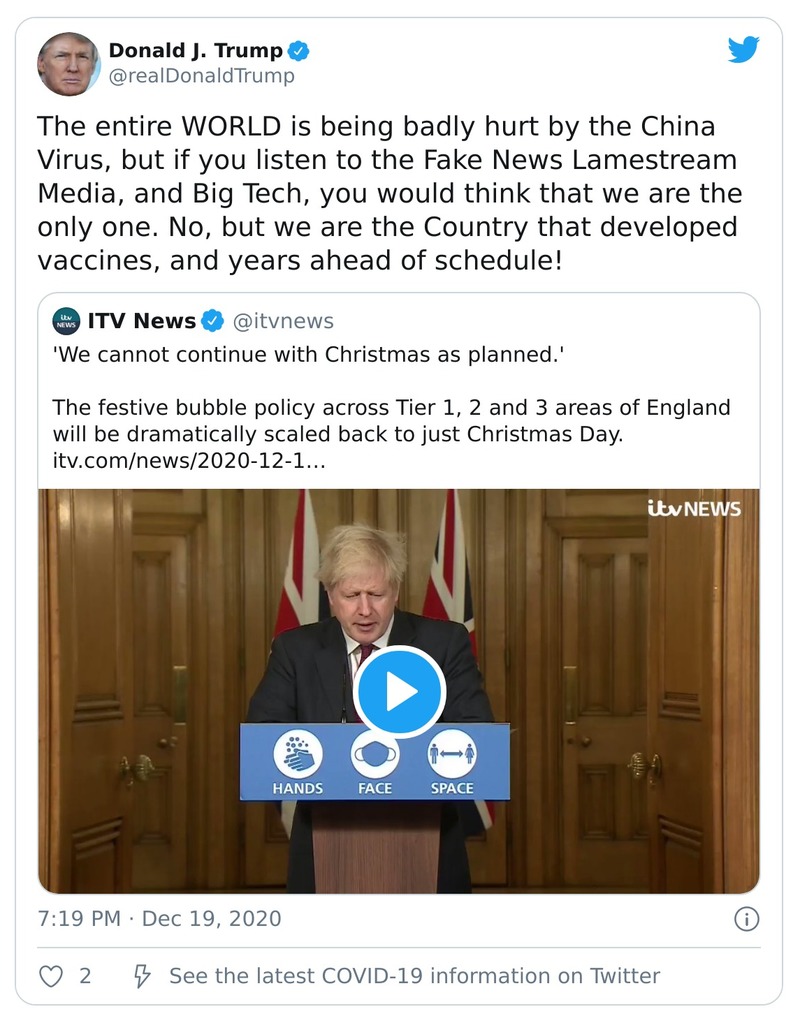 Donald J. Trump
@realDonaldTrump
The entire WORLD is being badly hurt by the China
Virus, but if you listen to the Fake News Lamestream
Media, and Big Tech, you would think that we are the
only one. No, but we are the Country that developed
vaccines, and years ahead of schedule!
itv NEWS
ITV News @itvnews
'We cannot continue with Christmas as planned.'
The festive bubble policy across Tier 1, 2 and 3 areas of England
will be dramatically scaled back to just Christmas Day.
itv.com/news/2020-12-1…
itv NEWS
HANDS FACE SPACE
7:19 PM · Dec 19, 2020
2 See the latest COVID-19 information on Twitter